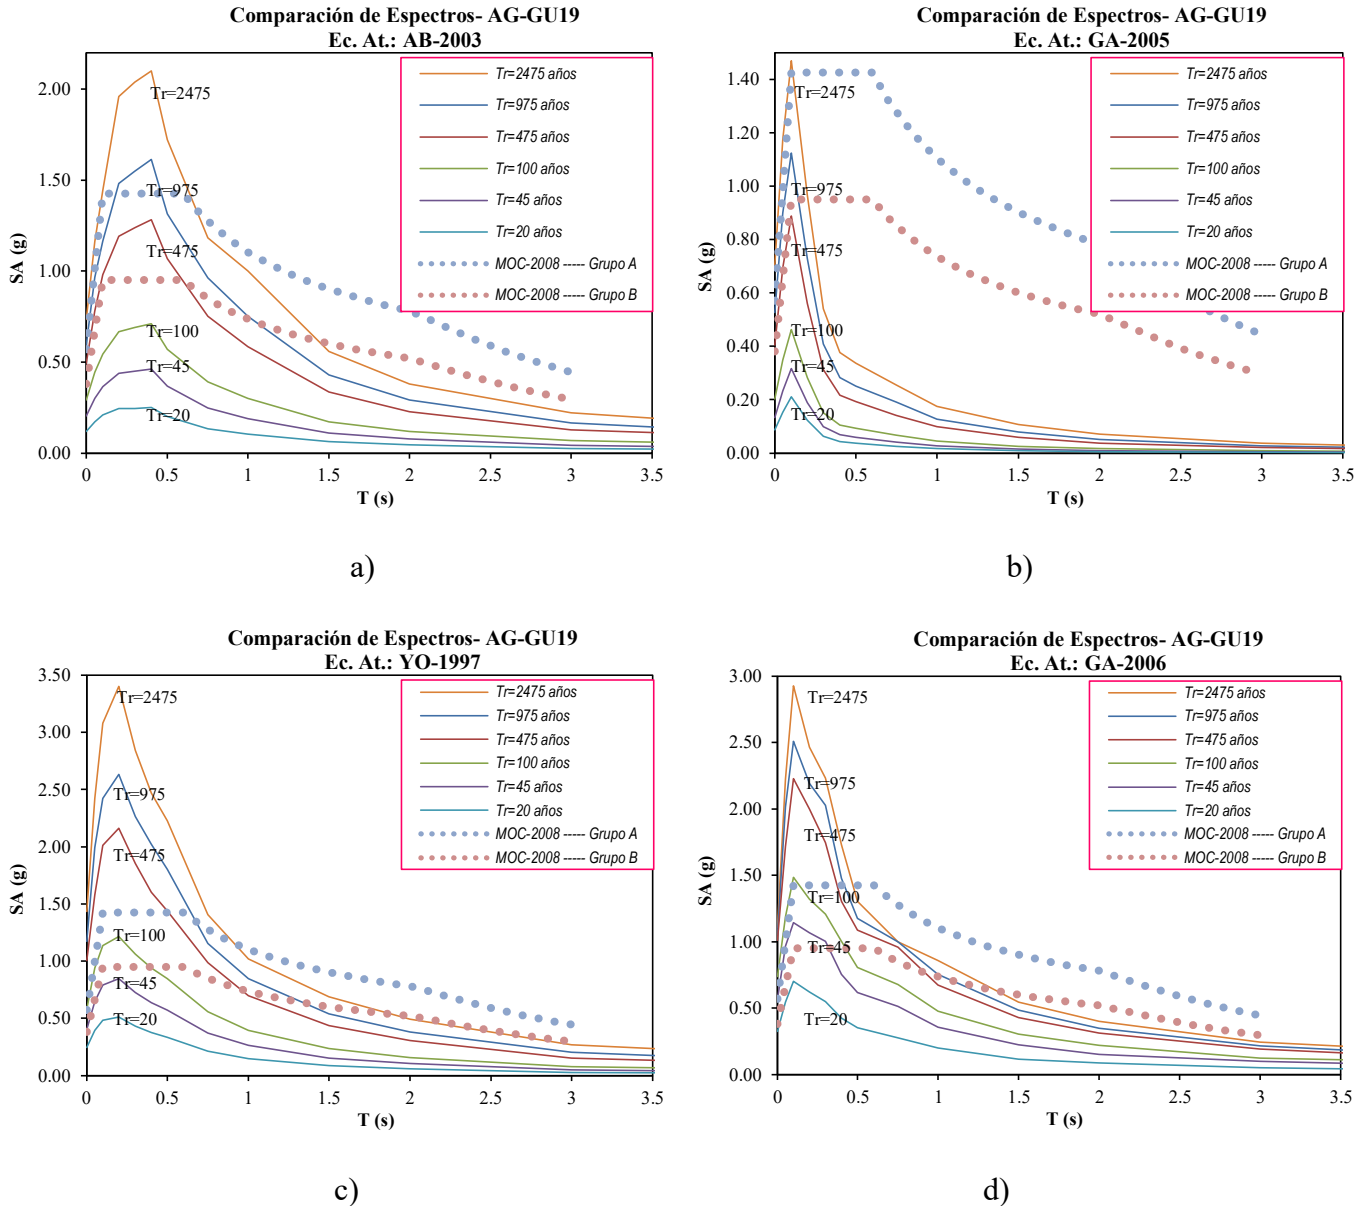 Comparación de Espectros- AG-GU19
Ec. At.: AB-2003
SA (g)
2.00
1.50
1.00
0.50
0.00
0 0.5 1 1.5 2 2.5 3 3.5
T (s)
Tr=2475
Tr=975
Tr=475
Tr=100
Tr=45
Tr=20
Tr=2475 años
Tr=975 años
Tr=475 años
Tr=100 años
Tr=45 años
Tr=20 años
MOC-2008 ----- Grupo A
MOC-2008 ----- Grupo B
a)
Comparación de Espectros- AG-GU19
Ec. At.: GA-2005
SA (g)
1.40
1.20
1.00
0.80
0.60
0.40
0.20
0.00
0 0.5 1 1.5 2 2.5 3 3.5
T (s)
Tr=2475
Tr=975
Tr=475
Tr=100
Tr=45
Tr=20
Tr=2475 años
Tr=975 años
Tr=475 años
Tr=100 años
Tr=45 años
Tr=20 años
MOC-2008 ----- Grupo A
MOC-2008 ----- Grupo B
b)
Comparación de Espectros- AG-GU19
Ec. At.: YO-1997
SA (g)
3.50
3.00
2.50
2.00
1.50
1.00
0.50
0.00
0 0.5 1 1.5 2 2.5 3 3.5
T (s)
Tr=2475
Tr=975
Tr=475
Tr=100
Tr=45
Tr=20
Tr=2475 años
Tr=975 años
Tr=475 años
Tr=100 años
Tr=45 años
Tr=20 años
MOC-2008 ----- Grupo A
MOC-2008 ----- Grupo B
c)
Comparación de Espectros- AG-GU19
Ec. At.: GA-2006
SA (g)
3.00
2.50
2.00
1.50
1.00
0.50
0.00
0 0.5 1 1.5 2 2.5 3 3.5
T (s)
Tr=2475
Tr=975
Tr=475
Tr=100
Tr=45
Tr=20
Tr=2475 años
Tr=975 años
Tr=475 años
Tr=100 años
Tr=45 años
Tr=20 años
MOC-2008 ----- Grupo A
MOC-2008 ----- Grupo B
d)